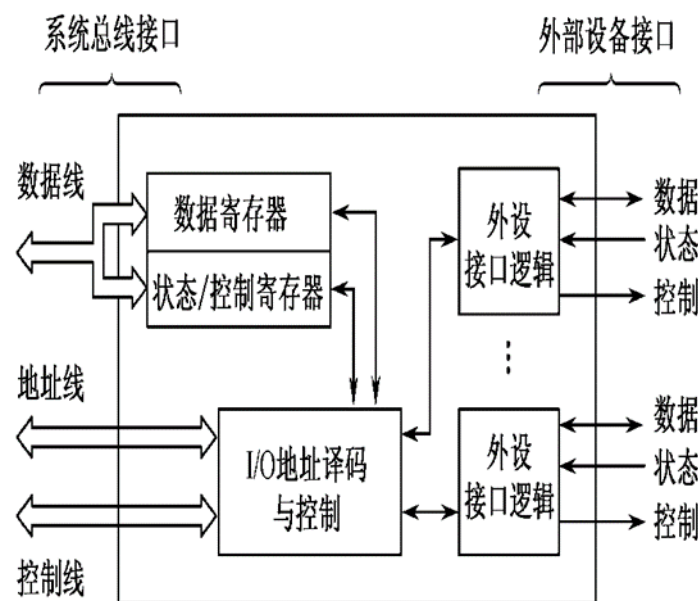 系统总线接口
外部设备接口
数据线
数据寄存器
状态/控制寄存器
外设
接口逻辑
数据
状态
控制
地址线
I/O地址译码
与控制
外设
接口逻辑
数据
状态
控制
控制线